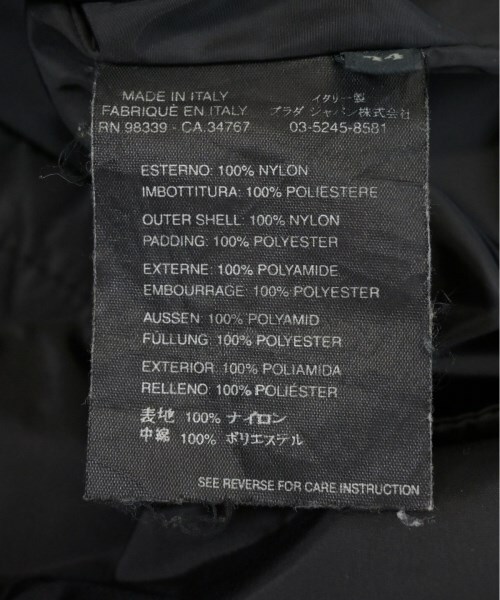 44
MADE IN ITALY
FABRIQUÉ EN ITALY
RN 98339 - CA.34767
イタリー製
プラダ ジャパン株式会社
03-5245-8581
ESTERNO: 100% NYLON
IMBOTTITURA: 100% POLIESTERE
OUTER SHELL: 100% NYLON
PADDING: 100% POLYESTER
EXTERNE: 100% POLYAMIDE
EMBOURRAGE: 100% POLYESTER
AUSSEN: 100% POLYAMID
FÜLLUNG: 100% POLYESTER
EXTERIOR: 100% POLIAMIDA
RELLENO: 100% POLIÉSTER
表地 100% ナイロン
中綿 100% ポリエステル
SEE REVERSE FOR CARE INSTRUCTION